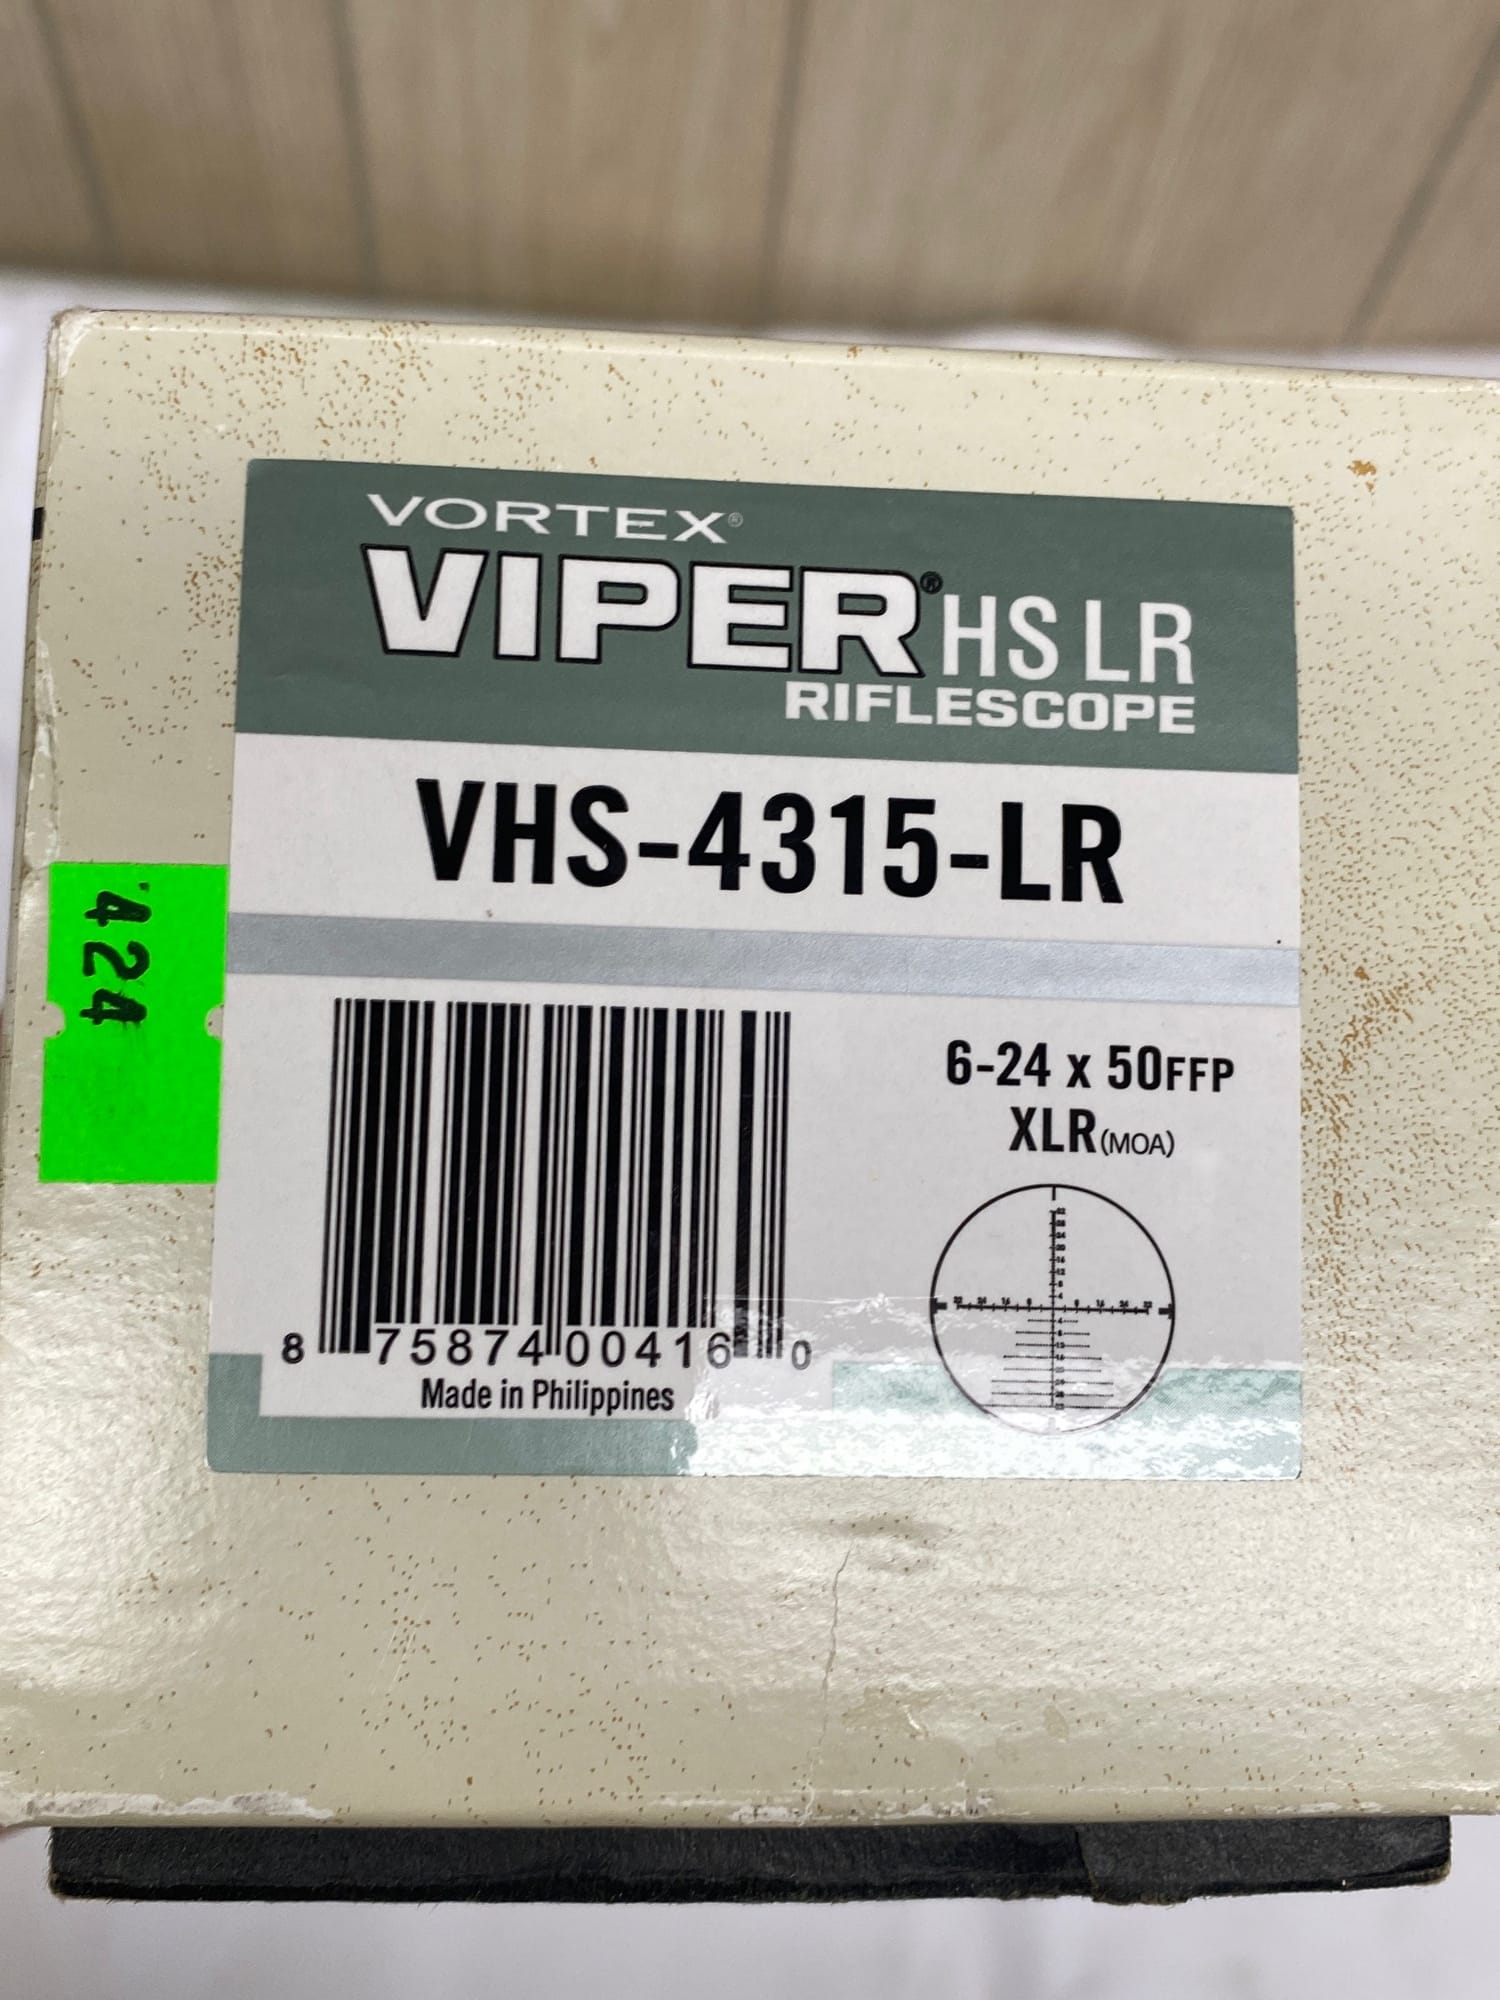 VORTEX®
VIPER® HS LR
RIFLESCOPE
VHS-4315-LR
424
6-24 x 50FFP
XLR(MOA)
8 75874 00416 0
Made in Philippines